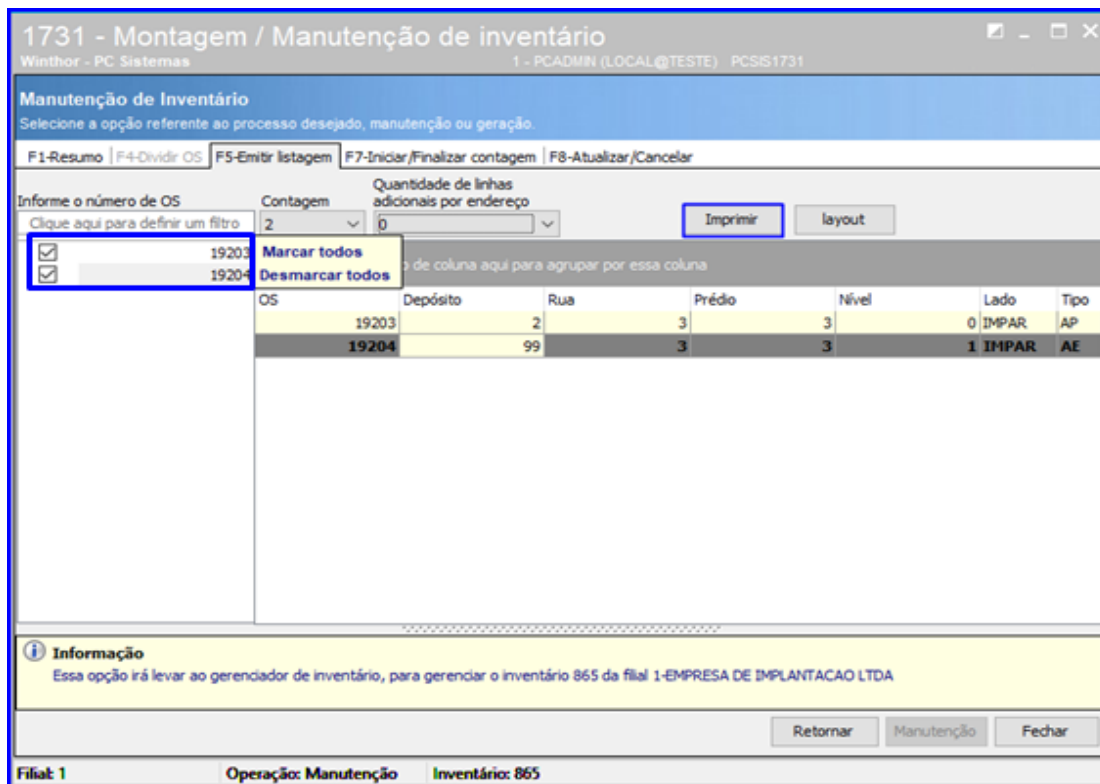 1731 - Montagem / Manutenção de inventário
Winthor - PC Sistemas 1 - PCADMIN (LOCAL@TESTE) PCSIS1731
Manutenção de Inventário
Selecione a opção referente ao processo desejado, manutenção ou geração.
F1-Resumo F4-Dividir OS F5-Emitir listagem F7-Iniciar/Finalizar contagem F8-Atualizar/Cancelar
Informe o número de OS
Clique aqui para definir um filtro
19203
19204
Contagem
2
Quantidade de linhas
adicionais por endereço
0
Imprimir layout
Marcar todos
Desmarcar todos
de coluna aqui para agrupar por essa coluna
OS Depósito Rua Prédio Nível Lado Tipo
19203 2 3 3 0 IMPAR AP
19204 99 3 3 1 IMPAR AE
Informação
Essa opção irá levar ao gerenciador de inventário, para gerenciar o inventário 865 da filial 1-EMPRESA DE IMPLANTACAO LTDA
Retornar Manutenção Fechar
Filial: 1 Operação: Manutenção Inventário: 865